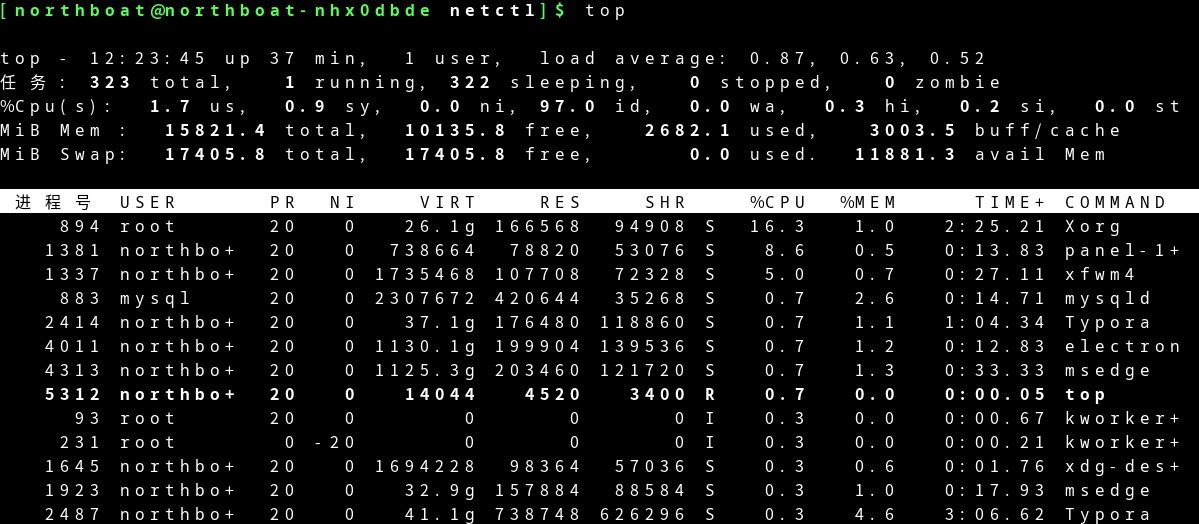 [northboat@northboat-nhx0dbde netctl]$ top
top - 12:23:45 up 37 min,  1 user,  load average: 0.87, 0.63, 0.52
任务: 323 total,   1 running, 322 sleeping,   0 stopped,   0 zombie
%Cpu(s):  1.7 us,  0.9 sy,  0.0 ni, 97.0 id,  0.0 wa,  0.3 hi,  0.2 si,  0.0 st
MiB Mem :  15821.4 total,  10135.8 free,   2682.1 used,   3003.5 buff/cache
MiB Swap:  17405.8 total,  17405.8 free,      0.0 used.  11881.3 avail Mem
进程号 USER PR NI VIRT RES SHR %CPU %MEM TIME+ COMMAND
894 root 20 0 26.1g 166568 94908 S 16.3 1.0 2:25.21 Xorg
1381 northbo+ 20 0 738664 78820 53076 S 8.6 0.5 0:13.83 panel-1+
1337 northbo+ 20 0 1735468 107708 72328 S 5.0 0.7 0:27.11 xfwm4
883 mysql 20 0 2307672 420644 35268 S 0.7 2.6 0:14.71 mysqld
2414 northbo+ 20 0 37.1g 176480 118860 S 0.7 1.1 1:04.34 Typora
4011 northbo+ 20 0 1130.1g 199904 139536 S 0.7 1.2 0:12.83 electron
4313 northbo+ 20 0 1125.3g 203460 121720 S 0.7 1.3 0:33.33 msedge
5312 northbo+ 20 0 14044 4520 3400 R 0.7 0.0 0:00.05 top
93 root 20 0 0 0 0 I 0.3 0.0 0:00.67 kworker+
231 root 0 -20 0 0 0 I 0.3 0.0 0:00.21 kworker+
1645 northbo+ 20 0 1694228 98364 57036 S 0.3 0.6 0:01.76 xdg-des+
1923 northbo+ 20 0 32.9g 157884 88584 S 0.3 1.0 0:17.93 msedge
2487 northbo+ 20 0 41.1g 738748 626296 S 0.3 4.6 3:06.62 Typora